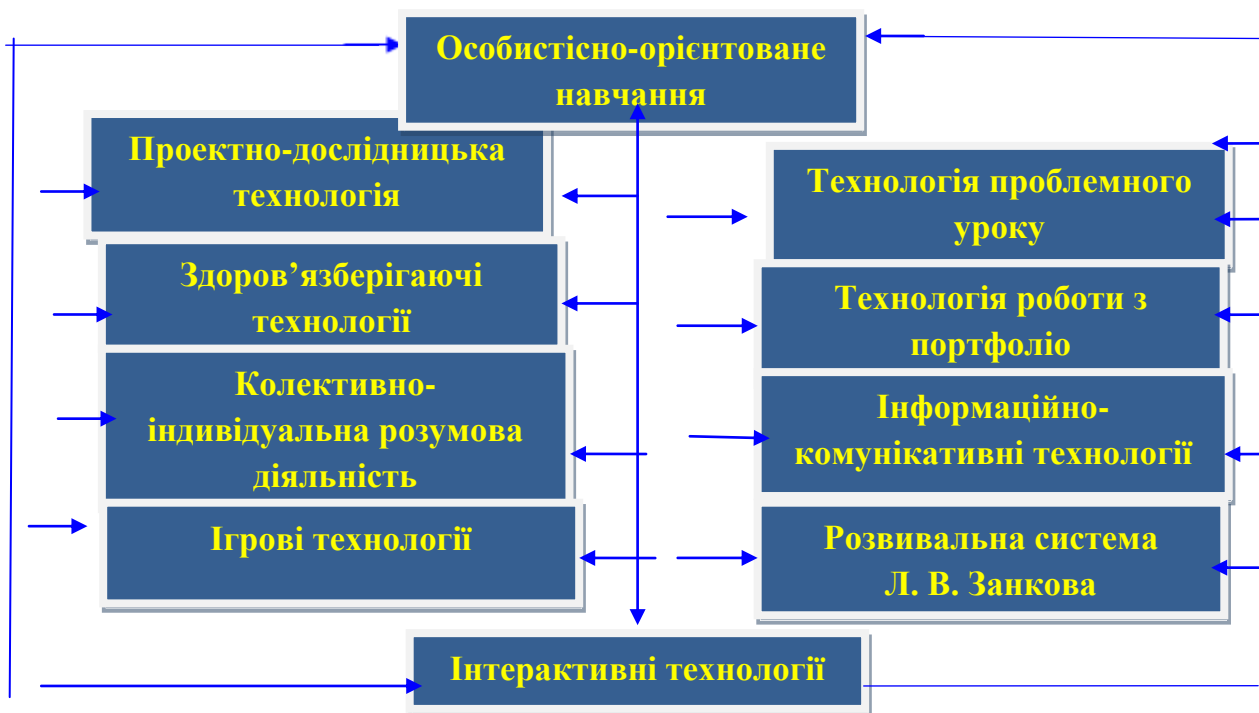 Особистісно-орієнтоване
навчання
Проектно-дослідницька
технологія
Здоров’язберігаючі
технології
Колективно-
індивідуальна розумова
діяльність
Ігрові технології
Технологія проблемного
уроку
Технологія роботи з
портфоліо
Інформаційно-
комунікативні технології
Розвивальна система
Л. В. Занкова
Інтерактивні технології